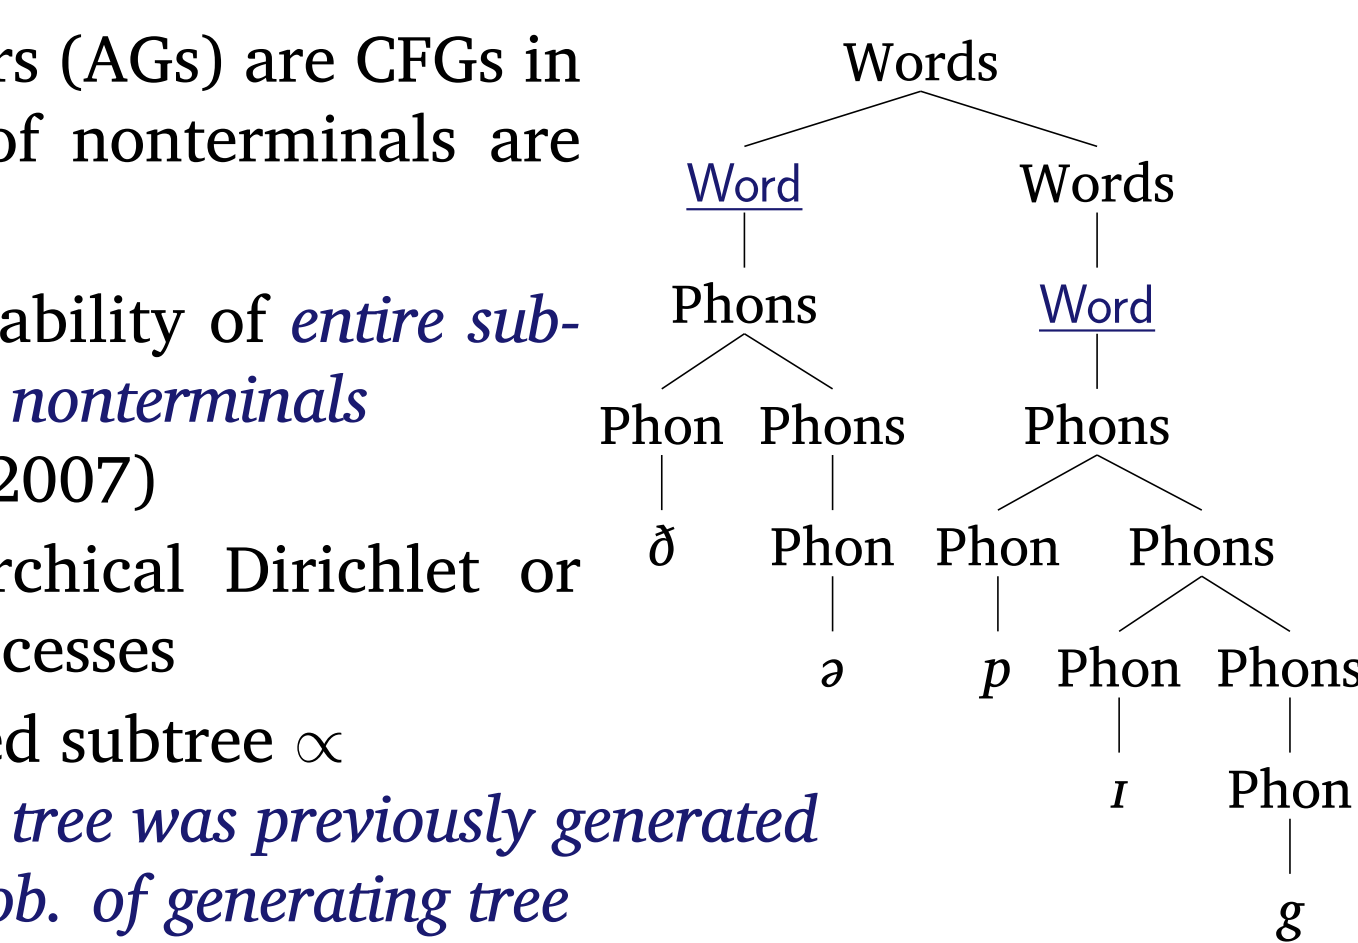 rs (AGs) are CFGs in
of nonterminals are
ability of entire sub-
nonterminals
2007)
rchical Dirichlet or
cesses
ed subtree ∝
tree was previously generated
ob. of generating tree
Words
Word Words
Phons Word
Phon Phons Phons
ð Phon Phon Phons
ə p Phon Phons
ɪ Phon
g